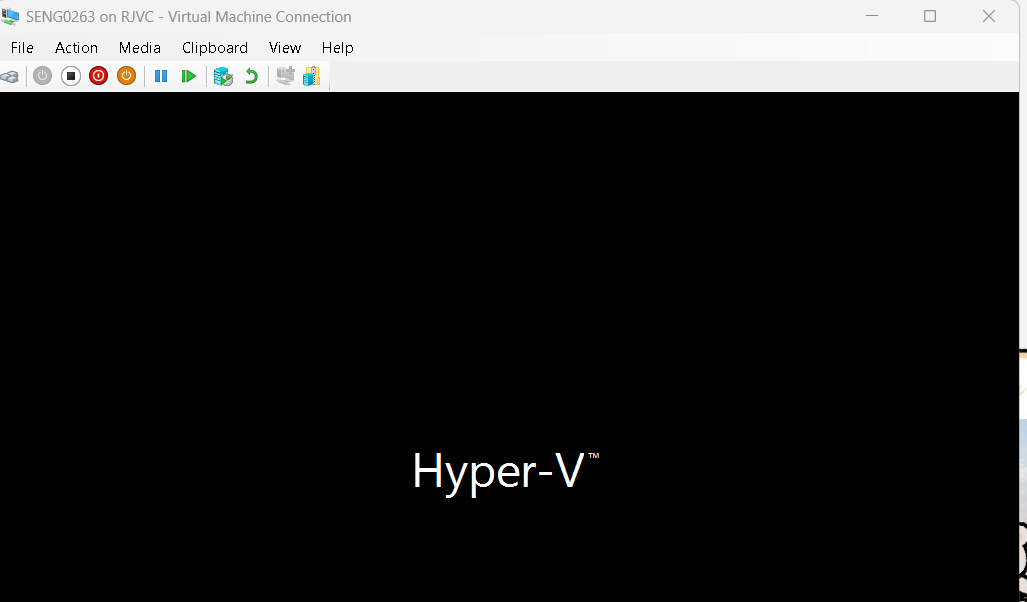 SENG0263 on RJVC - Virtual Machine Connection
File Action Media Clipboard View Help
Hyper-V™